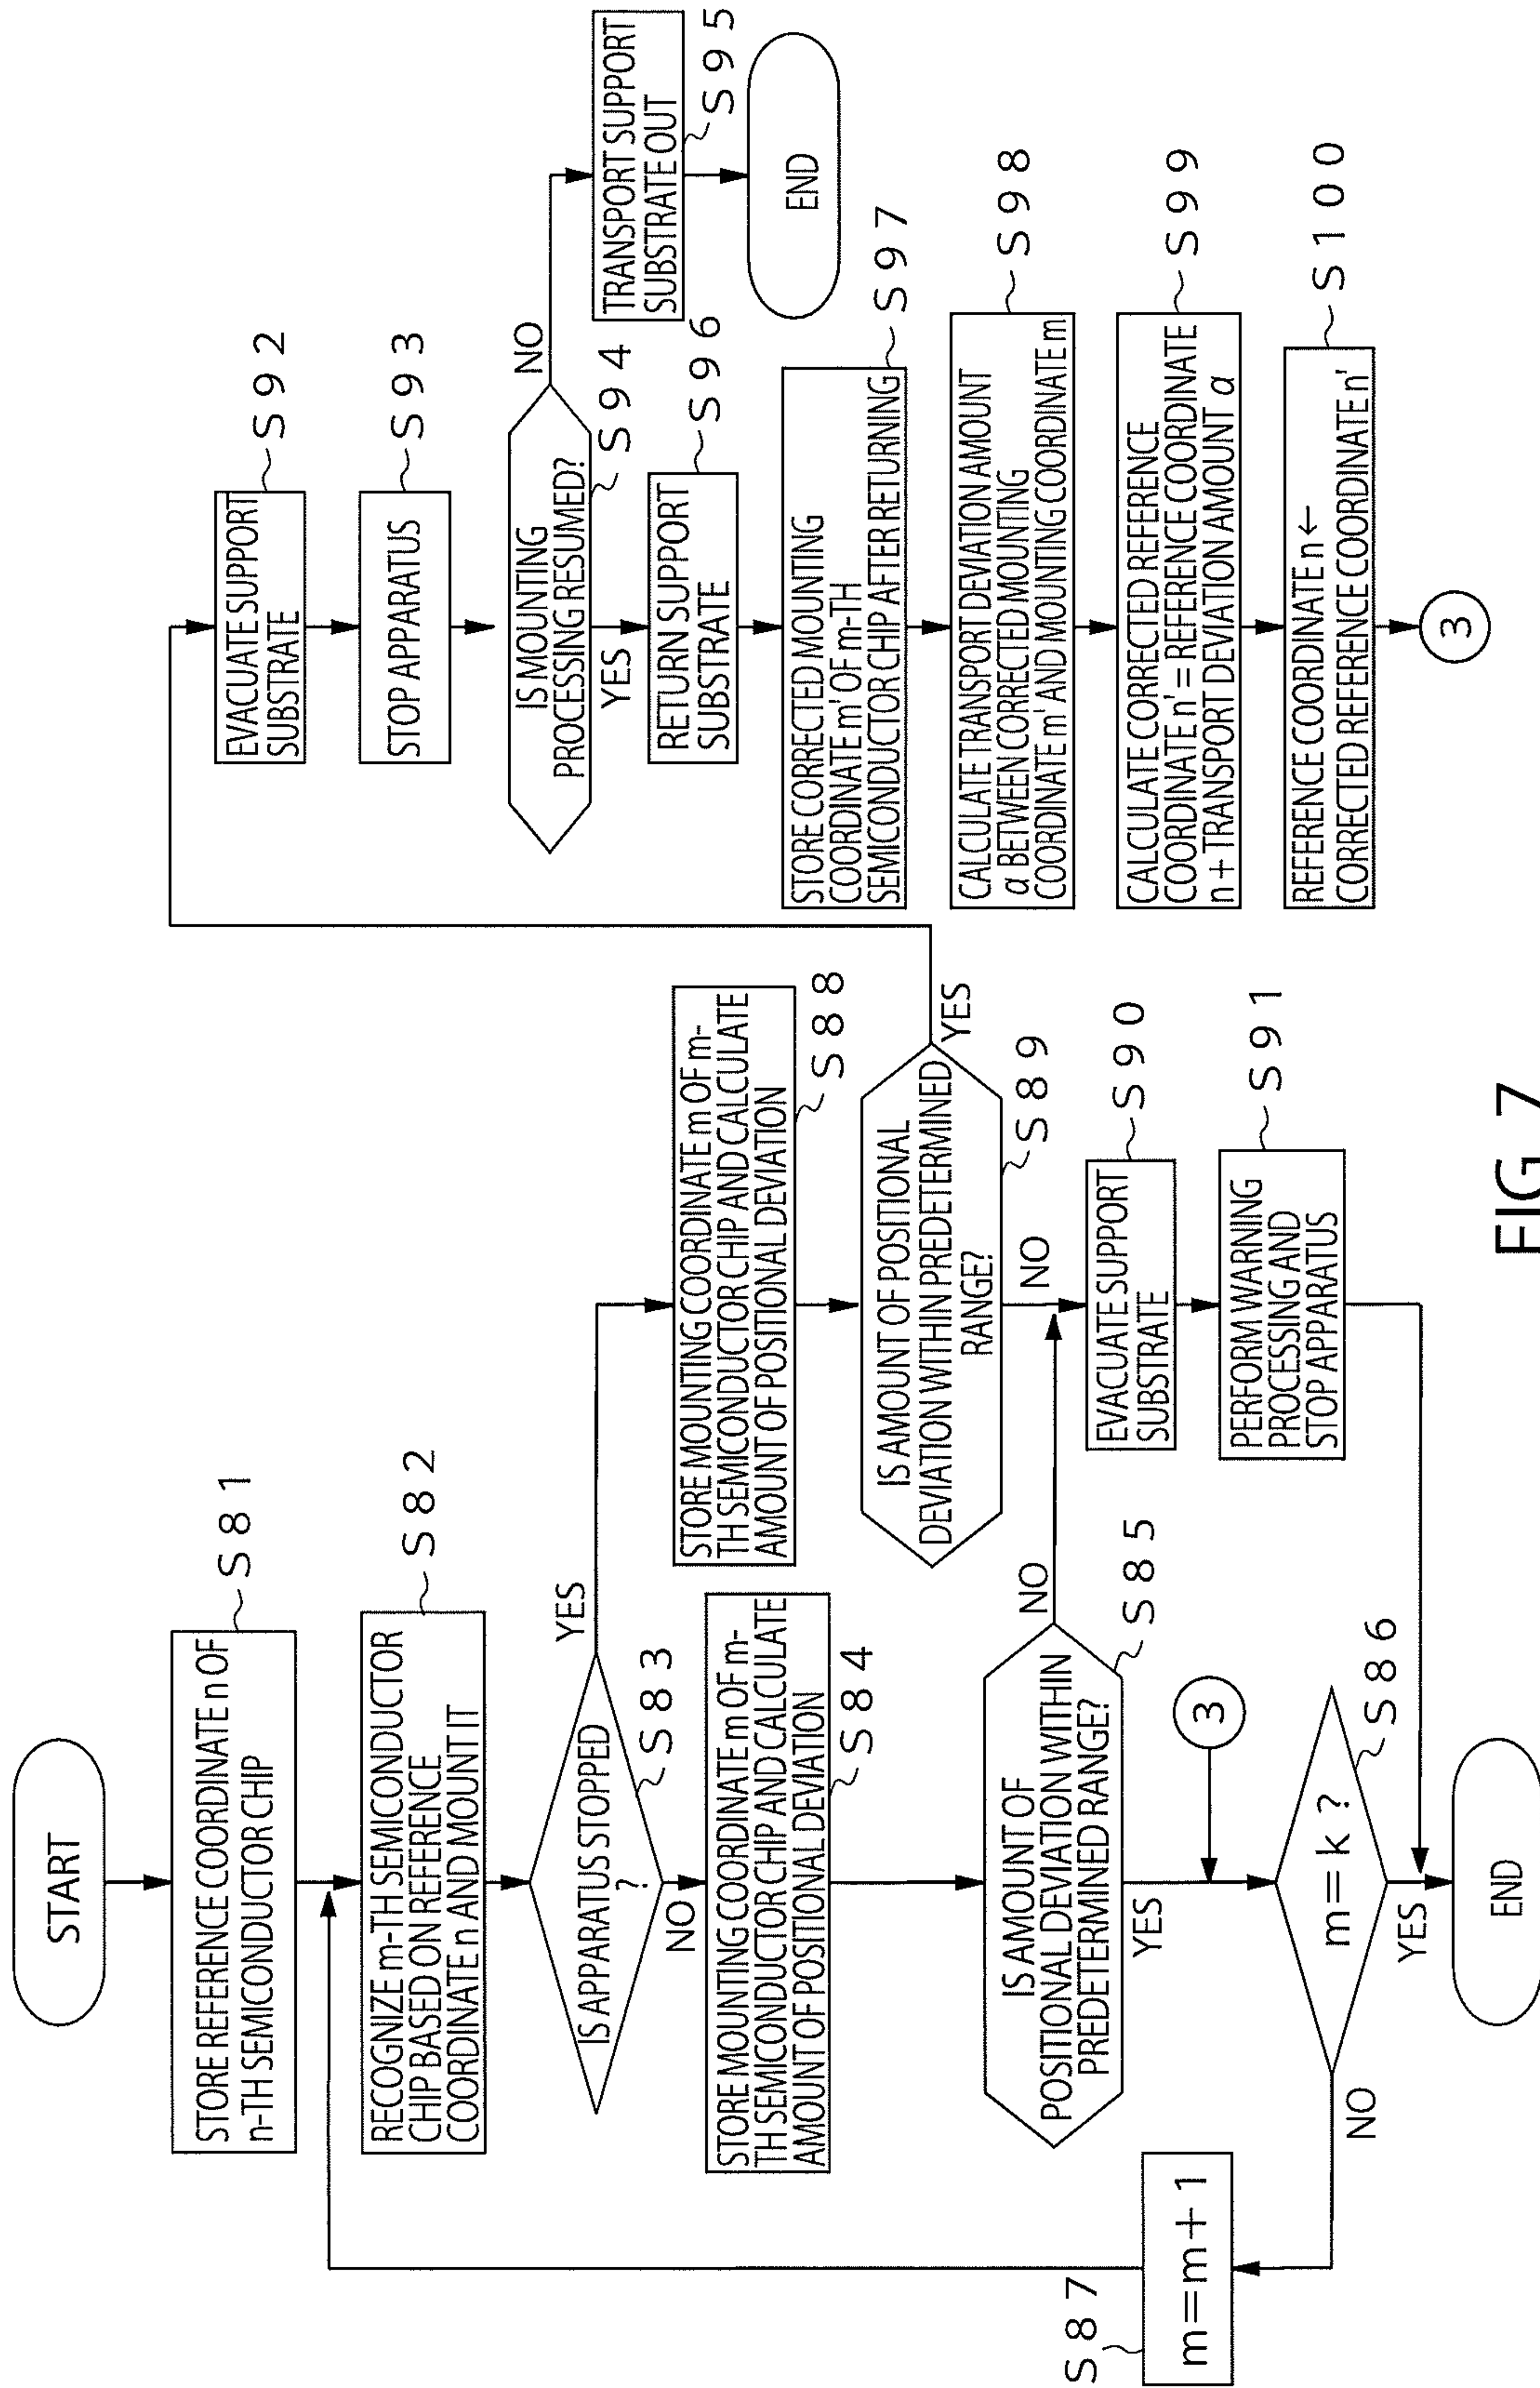 START
STORE REFERENCE COORDINATE n OF
n-TH SEMICONDUCTOR CHIP
S81
RECOGNIZE m-TH SEMICONDUCTOR
CHIP BASED ON REFERENCE
COORDINATE n AND MOUNT IT
S82
IS APPARATUS STOPPED
?
S83
YES
NO
STORE MOUNTING COORDINATE m OF m-
TH SEMICONDUCTOR CHIP AND CALCULATE
AMOUNT OF POSITIONAL DEVIATION
S84
IS AMOUNT OF
POSITIONAL DEVIATION WITHIN
PREDETERMINED RANGE?
S85
NO
YES
3
m=k?
S86
NO
YES
m=m+1
S87
END
STORE MOUNTING COORDINATE m OF m-
TH SEMICONDUCTOR CHIP AND CALCULATE
AMOUNT OF POSITIONAL DEVIATION
S88
IS AMOUNT OF POSITIONAL
DEVIATION WITHIN PREDETERMINED
RANGE?
S89
YES
NO
EVACUATE SUPPORT
SUBSTRATE
S90
PERFORM WARNING
PROCESSING AND
STOP APPARATUS
S91
EVACUATE SUPPORT
SUBSTRATE
S92
STOP APPARATUS
S93
IS MOUNTING
PROCESSING RESUMED?
S94
NO
YES
TRANSPORT SUPPORT
SUBSTRATE OUT
S95
END
RETURN SUPPORT
SUBSTRATE
S96
STORE CORRECTED MOUNTING
COORDINATE m' OF m-TH
SEMICONDUCTOR CHIP AFTER RETURNING
S97
CALCULATE TRANSPORT DEVIATION AMOUNT
α BETWEEN CORRECTED MOUNTING
COORDINATE m' AND MOUNTING COORDINATE m
S98
CALCULATE CORRECTED REFERENCE
COORDINATE n' = REFERENCE COORDINATE
n + TRANSPORT DEVIATION AMOUNT α
S99
REFERENCE COORDINATE n ←
CORRECTED REFERENCE COORDINATE n'
S100
3
FIG. 7